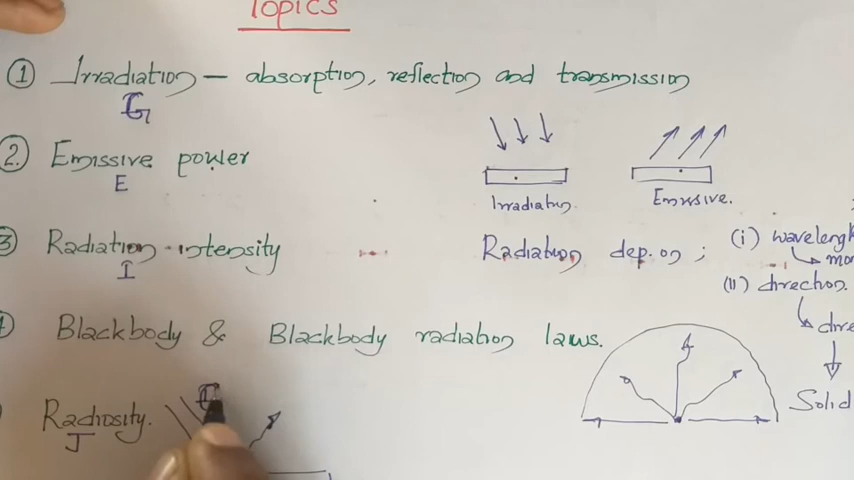 Topics
① Irradiation — absorption, reflection and transmission
G
2. Emissive power
E
Irradiation
Emissive.
3 Radiation intensity
I
Radiation dep. on ;
(i) wavelength
(ii) direction.
4 Blackbody & Blackbody radiation laws.
Solid
Radiosity.
J